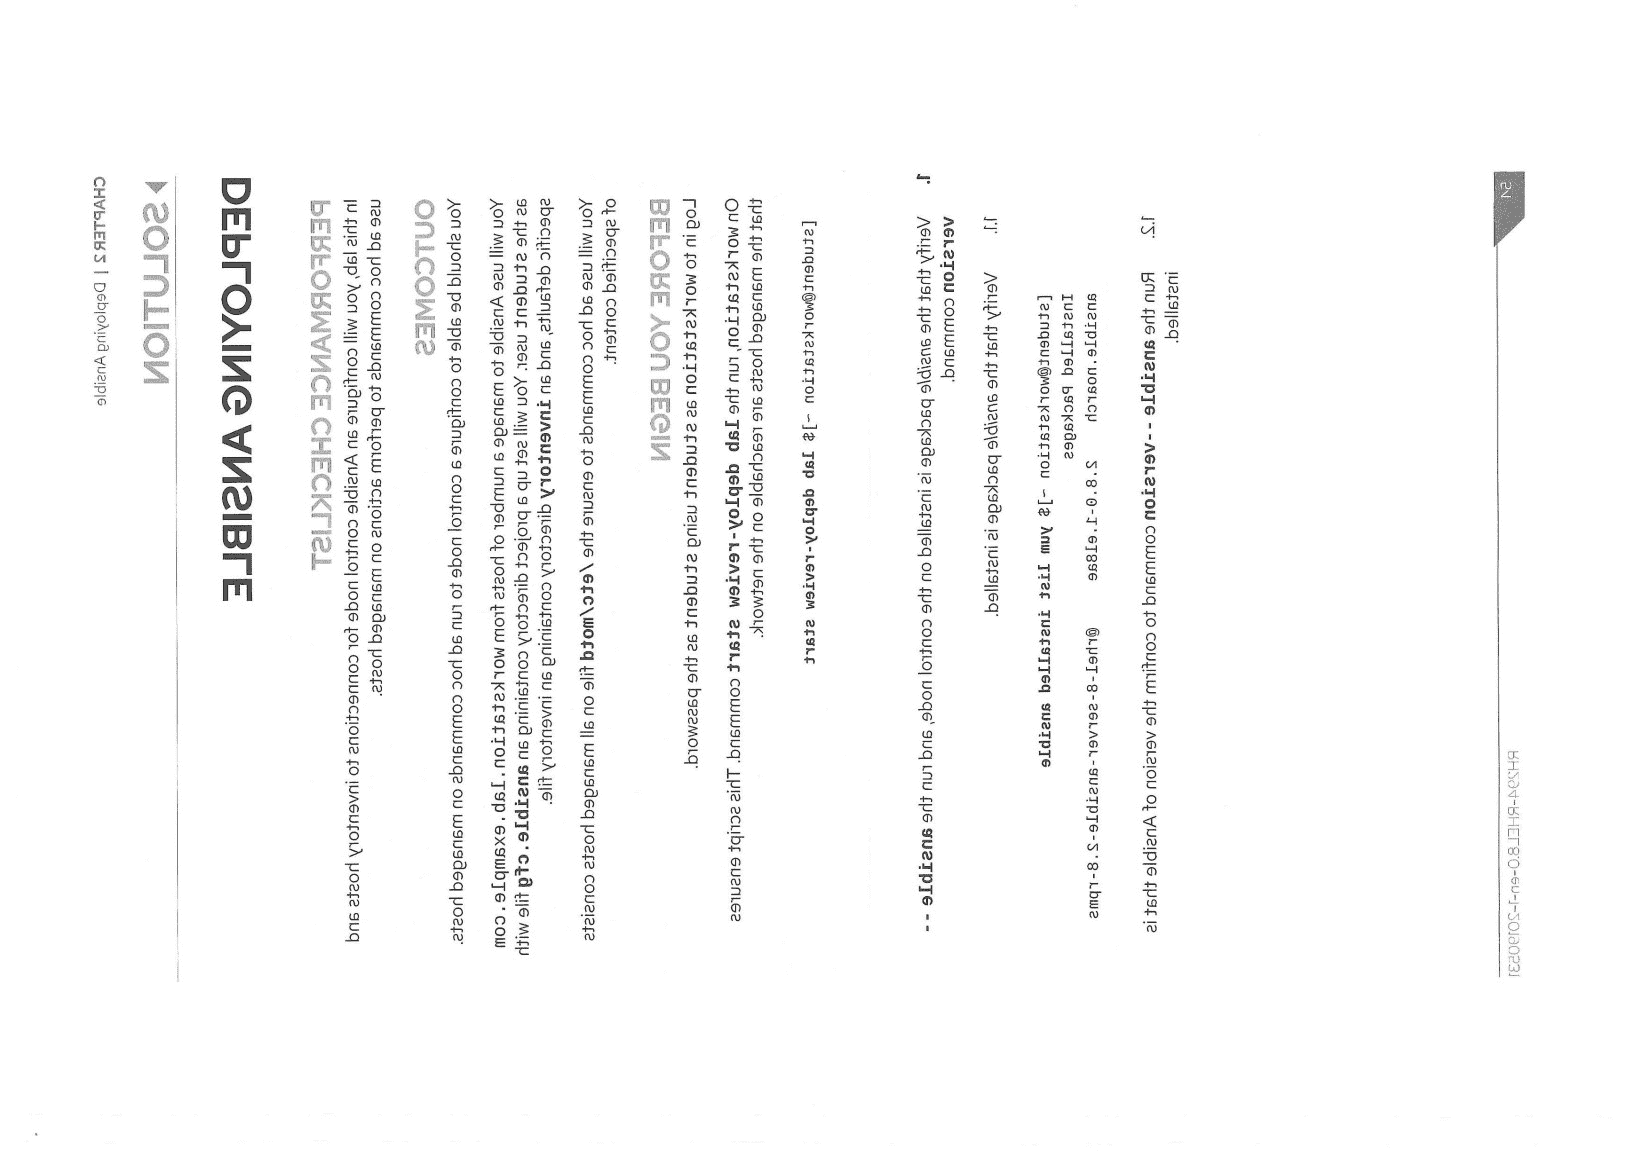 CHAPTER 2 | Deploying Ansible
▶ SOLUTION
DEPLOYING ANSIBLE
PERFORMANCE CHECKLIST
In this lab, you will configure an Ansible control node for connections to inventory hosts and
use ad hoc commands to perform actions on managed hosts.
OUTCOMES
You should be able to configure a control node to run ad hoc commands on managed hosts.
You will use Ansible to manage a number of hosts from workstation.lab.example.com
as the student user. You will set up a project directory containing an ansible.cfg file with
specific defaults, and an inventory directory containing an inventory file.
You will use ad hoc commands to ensure the /etc/motd file on all managed hosts consists
of specified content.
BEFORE YOU BEGIN
Log in to workstation as student using student as the password.
On workstation, run the lab deploy-review start command. This script ensures
that the managed hosts are reachable on the network.
[student@workstation ~]$ lab deploy-review start
1. Verify that the ansible package is installed on the control node, and run the ansible --
version command.
1.1. Verify that the ansible package is installed.
[student@workstation ~]$ yum list installed ansible
Installed Packages
ansible.noarch 2.8.0-1.el8ae @rhel-8-server-ansible-2.8-rpms
1.2. Run the ansible --version command to confirm the version of Ansible that is
installed.
54
RH294-RHEL8.0-en-1-20190531